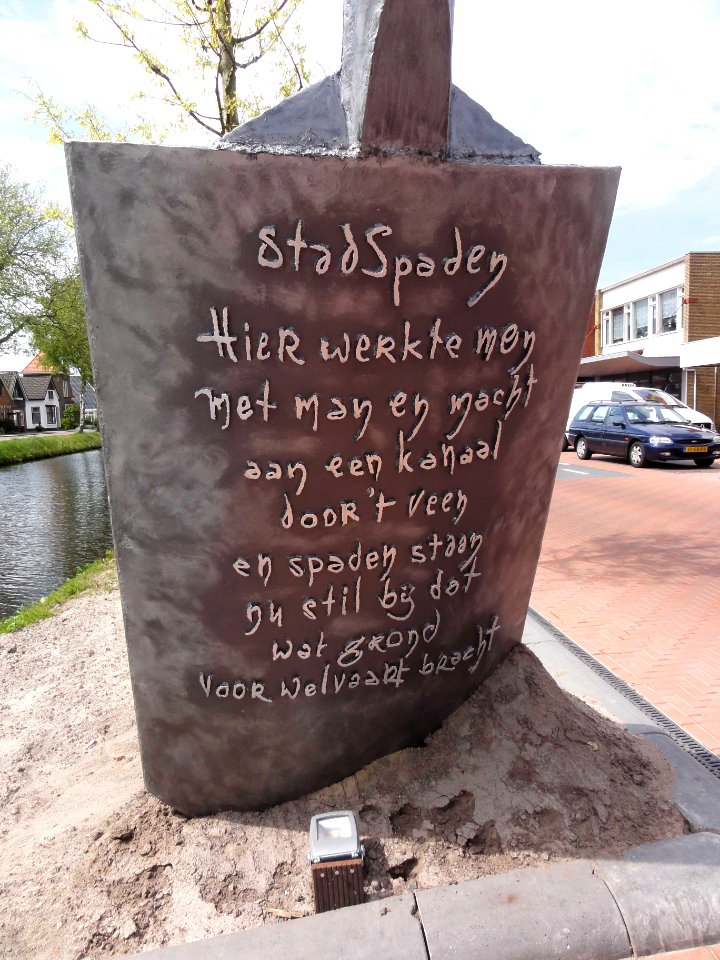 StadSpaden
Hier werkte men
met man en macht
aan een kanaal
door 't veen
en spaden staan
nu stil bij dat
wat grond
voor welvaart bracht